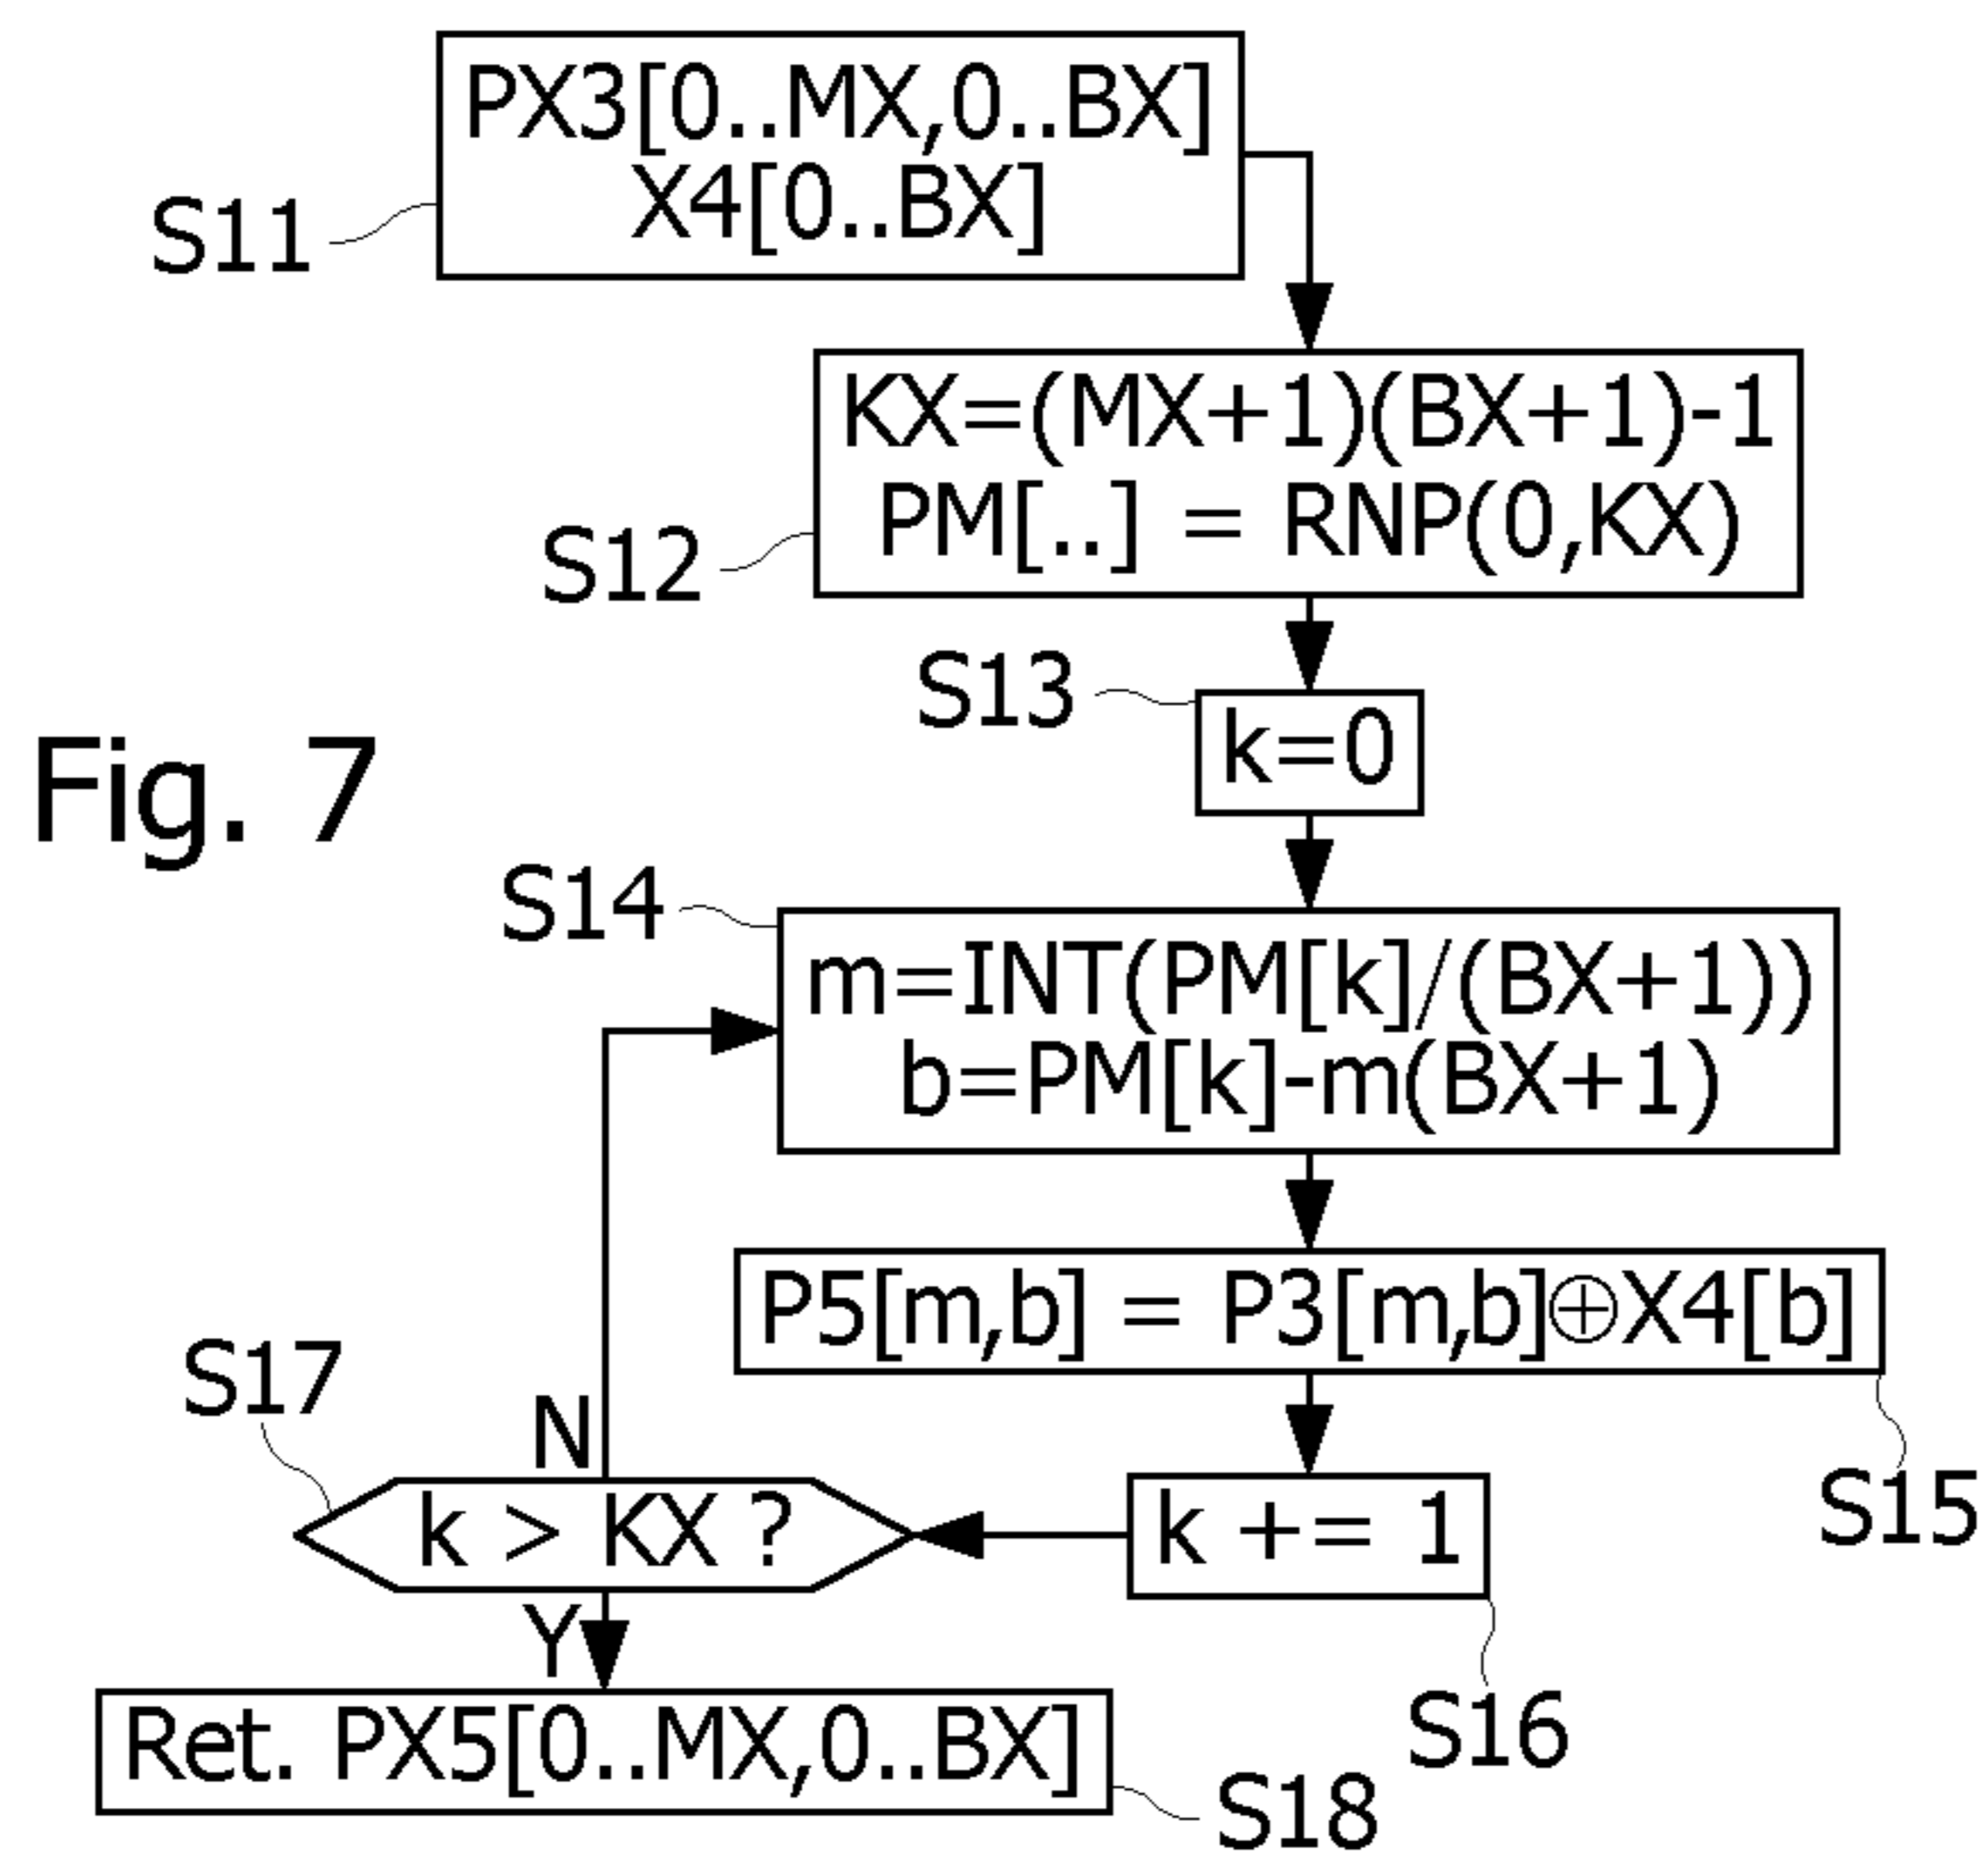 PX3[0..MX,0..BX]
X4[0..BX]
S11
KX=(MX+1)(BX+1)-1
PM[..] = RNP(0,KX)
S12
S13
k=0
Fig. 7
S14
m=INT(PM[k]/(BX+1))
b=PM[k]-m(BX+1)
P5[m,b] = P3[m,b]⊕X4[b]
S15
S17
N
k > KX ?
k += 1
S16
Y
Ret. PX5[0..MX,0..BX]
S18